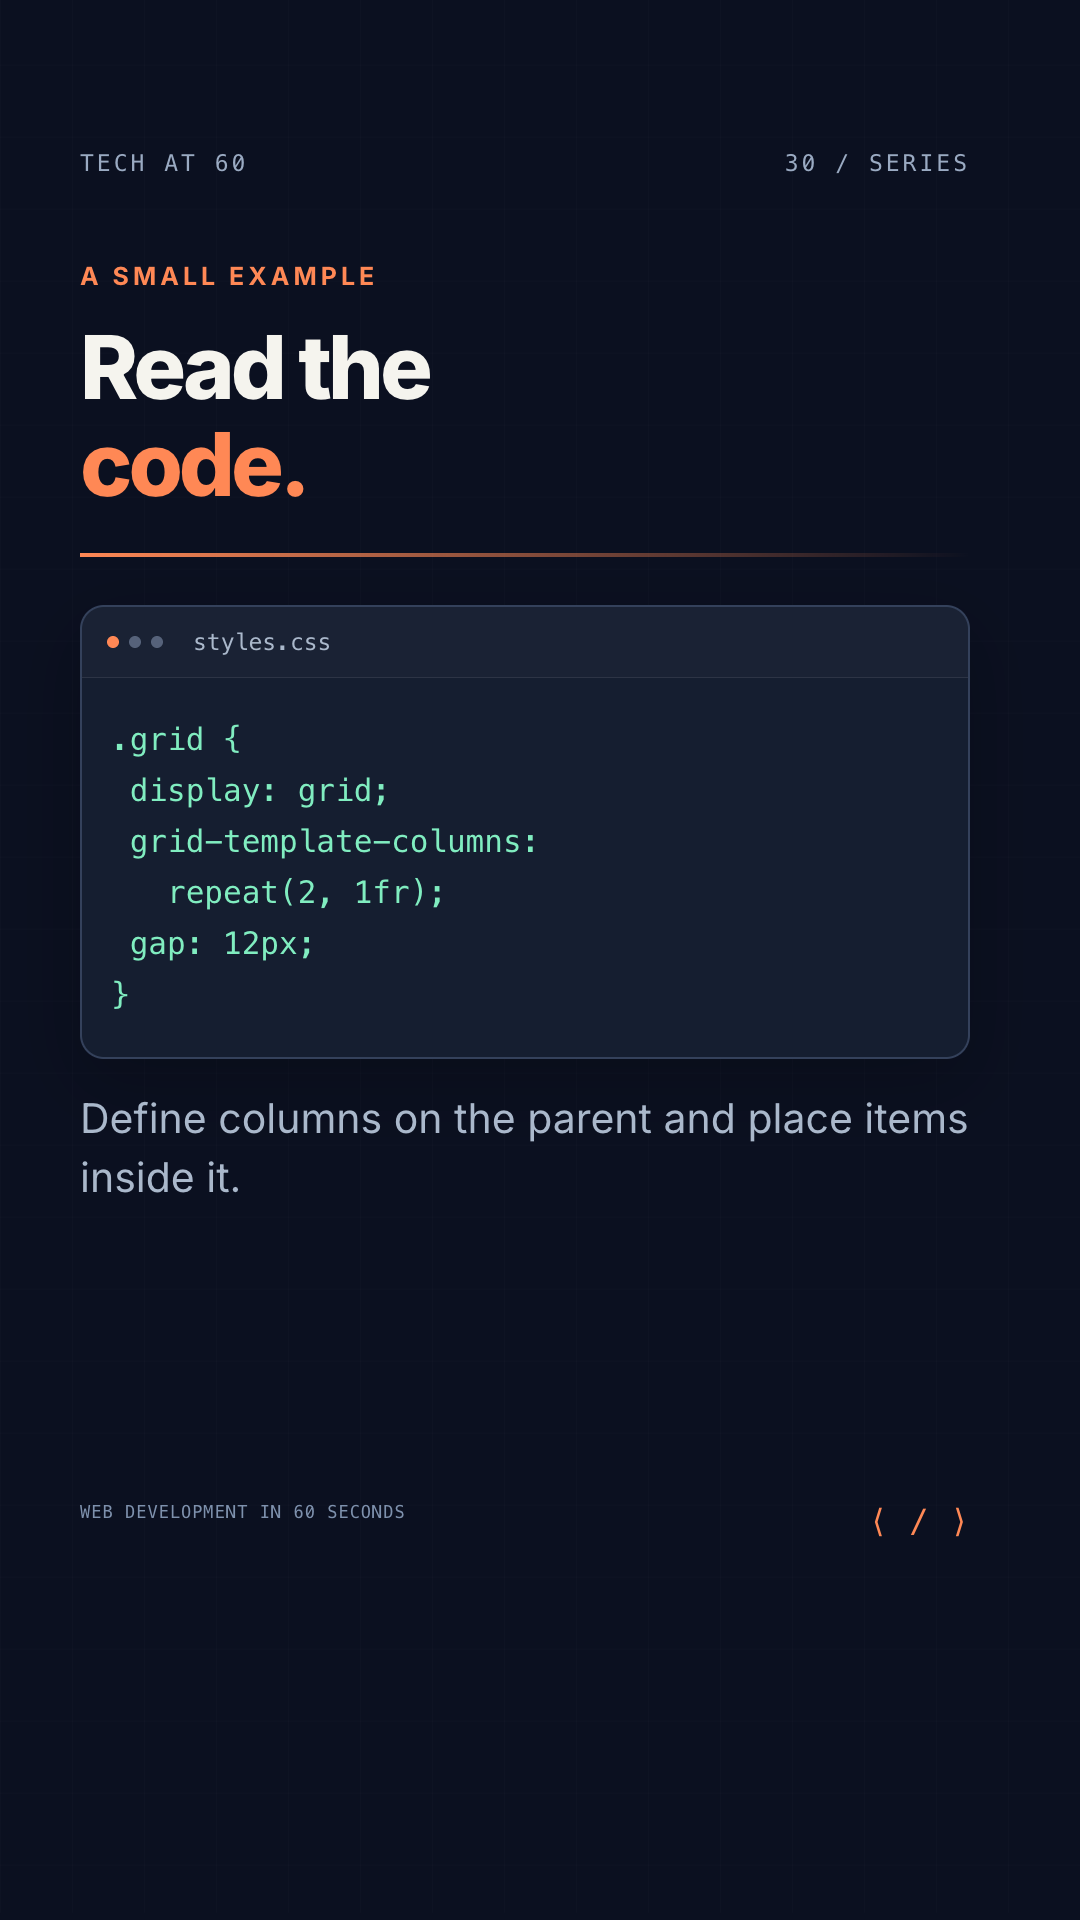 TECH AT 60
30 / SERIES
A SMALL EXAMPLE
Read the
code.
styles.css
.grid {
 display: grid;
 grid-template-columns:
   repeat(2, 1fr);
 gap: 12px;
}
Define columns on the parent and place items
inside it.
WEB DEVELOPMENT IN 60 SECONDS
⟨ / ⟩